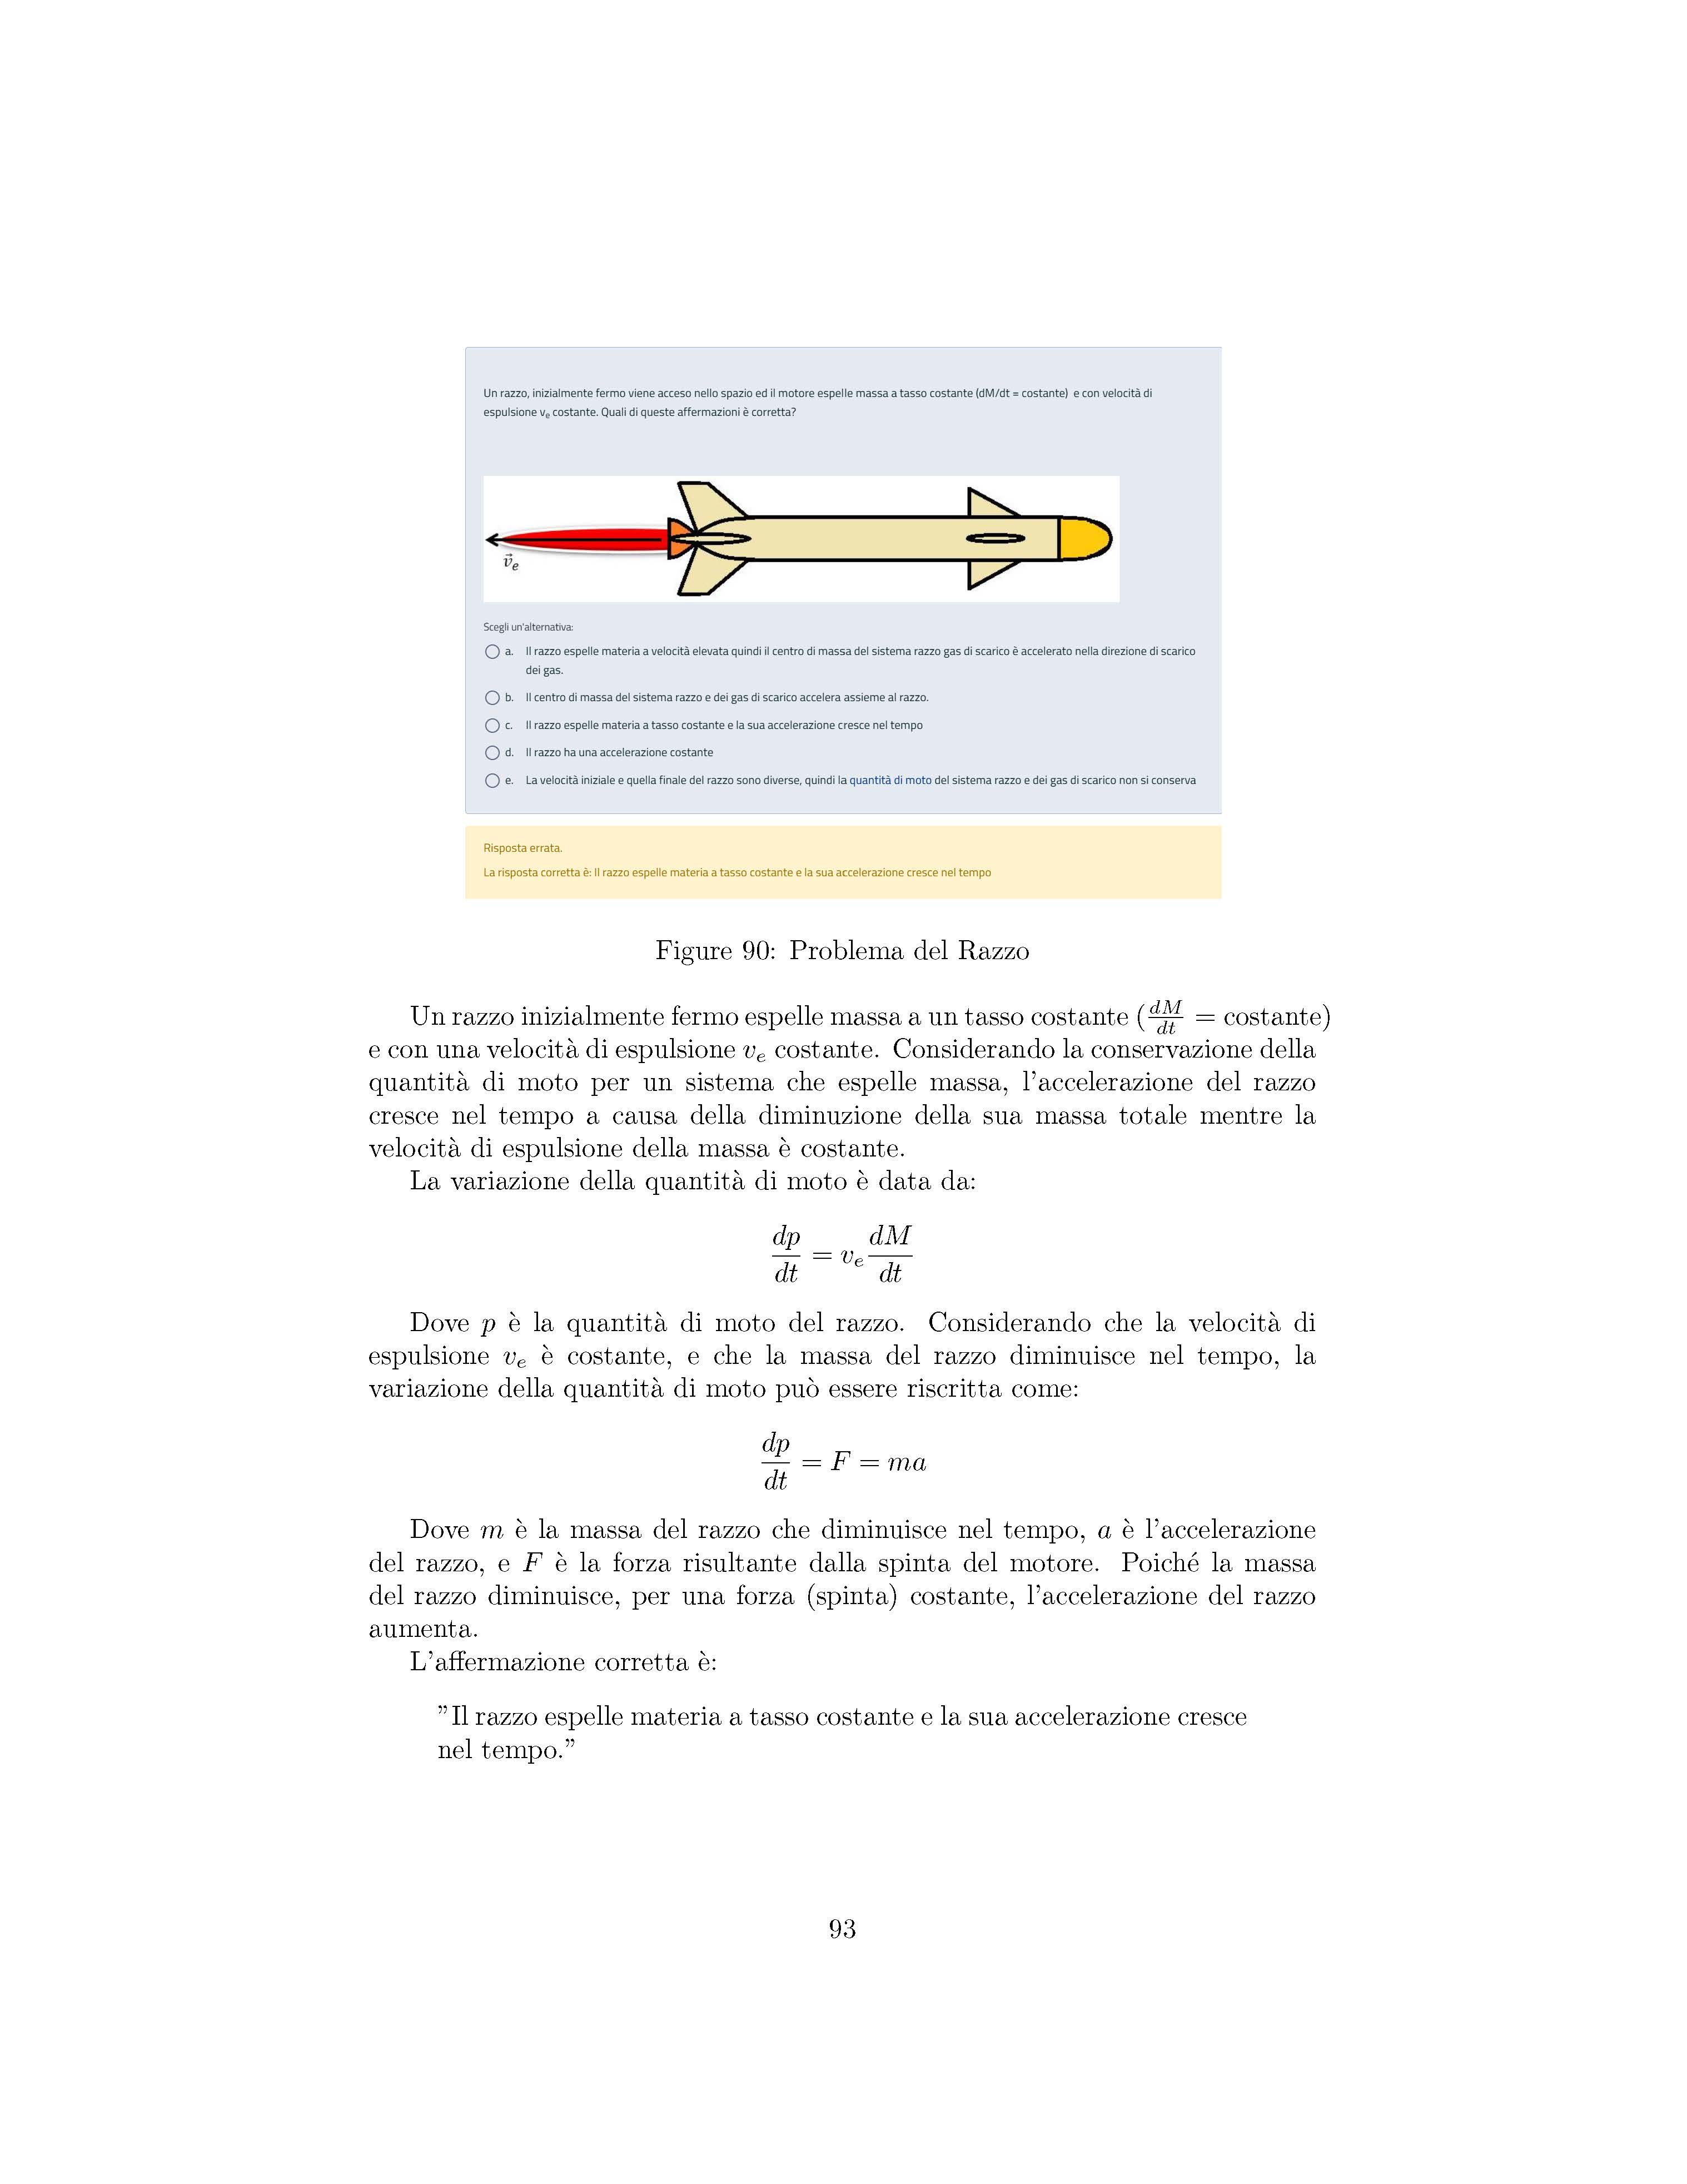 Un razzo, inizialmente fermo viene acceso nello spazio ed il motore espelle massa a tasso costante (dM/dt = costante) e con velocità di
espulsione vₑ costante. Quali di queste affermazioni è corretta?
v⃗ₑ
Scegli un'alternativa:
a. Il razzo espelle materia a velocità elevata quindi il centro di massa del sistema razzo gas di scarico è accelerato nella direzione di scarico
dei gas.
b. Il centro di massa del sistema razzo e dei gas di scarico accelera assieme al razzo.
c. Il razzo espelle materia a tasso costante e la sua accelerazione cresce nel tempo
d. Il razzo ha una accelerazione costante
e. La velocità iniziale e quella finale del razzo sono diverse, quindi la quantità di moto del sistema razzo e dei gas di scarico non si conserva
Risposta errata.
La risposta corretta è: Il razzo espelle materia a tasso costante e la sua accelerazione cresce nel tempo
Figure 90: Problema del Razzo
Un razzo inizialmente fermo espelle massa a un tasso costante (dM/dt = costante)
e con una velocità di espulsione vₑ costante. Considerando la conservazione della
quantità di moto per un sistema che espelle massa, l'accelerazione del razzo
cresce nel tempo a causa della diminuzione della sua massa totale mentre la
velocità di espulsione della massa è costante.
La variazione della quantità di moto è data da:
dp/dt = vₑ dM/dt
Dove p è la quantità di moto del razzo. Considerando che la velocità di
espulsione vₑ è costante, e che la massa del razzo diminuisce nel tempo, la
variazione della quantità di moto può essere riscritta come:
dp/dt = F = ma
Dove m è la massa del razzo che diminuisce nel tempo, a è l'accelerazione
del razzo, e F è la forza risultante dalla spinta del motore. Poiché la massa
del razzo diminuisce, per una forza (spinta) costante, l'accelerazione del razzo
aumenta.
L'affermazione corretta è:
"Il razzo espelle materia a tasso costante e la sua accelerazione cresce
nel tempo."
93